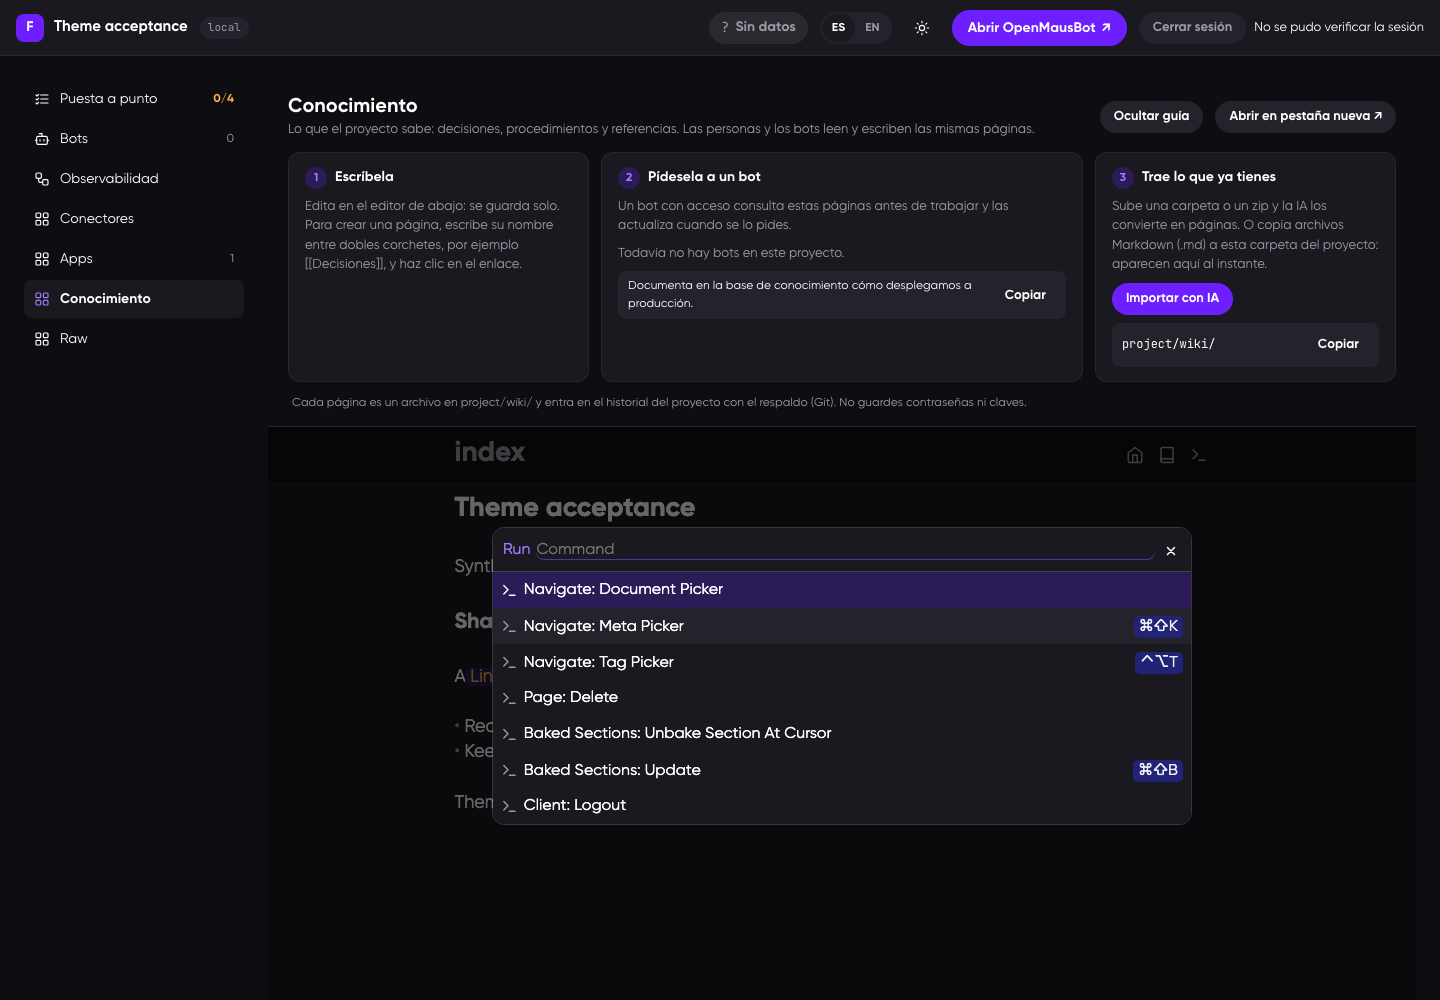 F Theme acceptance local
? Sin datos ES EN Abrir OpenMausBot ↗ Cerrar sesión No se pudo verificar la sesión
Puesta a punto 0/4
Bots 0
Observabilidad
Conectores
Apps 1
Conocimiento
Raw
Conocimiento
Lo que el proyecto sabe: decisiones, procedimientos y referencias. Las personas y los bots leen y escriben las mismas páginas.
Ocultar guía Abrir en pestaña nueva ↗
1 Escríbela
Edita en el editor de abajo: se guarda solo.
Para crear una página, escribe su nombre
entre dobles corchetes, por ejemplo
[[Decisiones]], y haz clic en el enlace.
2 Pídesela a un bot
Un bot con acceso consulta estas páginas antes de trabajar y las
actualiza cuando se lo pides.
Todavía no hay bots en este proyecto.
Documenta en la base de conocimiento cómo desplegamos a
producción.
Copiar
3 Trae lo que ya tienes
Sube una carpeta o un zip y la IA los
convierte en páginas. O copia archivos
Markdown (.md) a esta carpeta del proyecto:
aparecen aquí al instante.
Importar con IA
project/wiki/ Copiar
Cada página es un archivo en project/wiki/ y entra en el historial del proyecto con el respaldo (Git). No guardes contraseñas ni claves.
index
Theme acceptance
Run Command
Navigate: Document Picker
Navigate: Meta Picker ⌘⇧K
Navigate: Tag Picker ^⌥T
Page: Delete
Baked Sections: Unbake Section At Cursor
Baked Sections: Update ⌘⇧B
Client: Logout